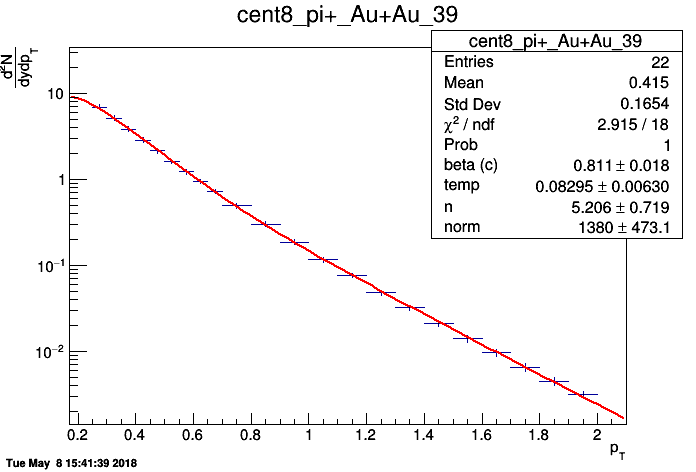 cent8_pi+_Au+Au_39
d²N
dydp_T
cent8_pi+_Au+Au_39
Entries 22
Mean 0.415
Std Dev 0.1654
χ² / ndf 2.915 / 18
Prob 1
beta (c) 0.811 ± 0.018
temp 0.08295 ± 0.00630
n 5.206 ± 0.719
norm 1380 ± 473.1
10
1
10⁻¹
10⁻²
0.2 0.4 0.6 0.8 1 1.2 1.4 1.6 1.8 2
p_T
Tue May 8 15:41:39 2018